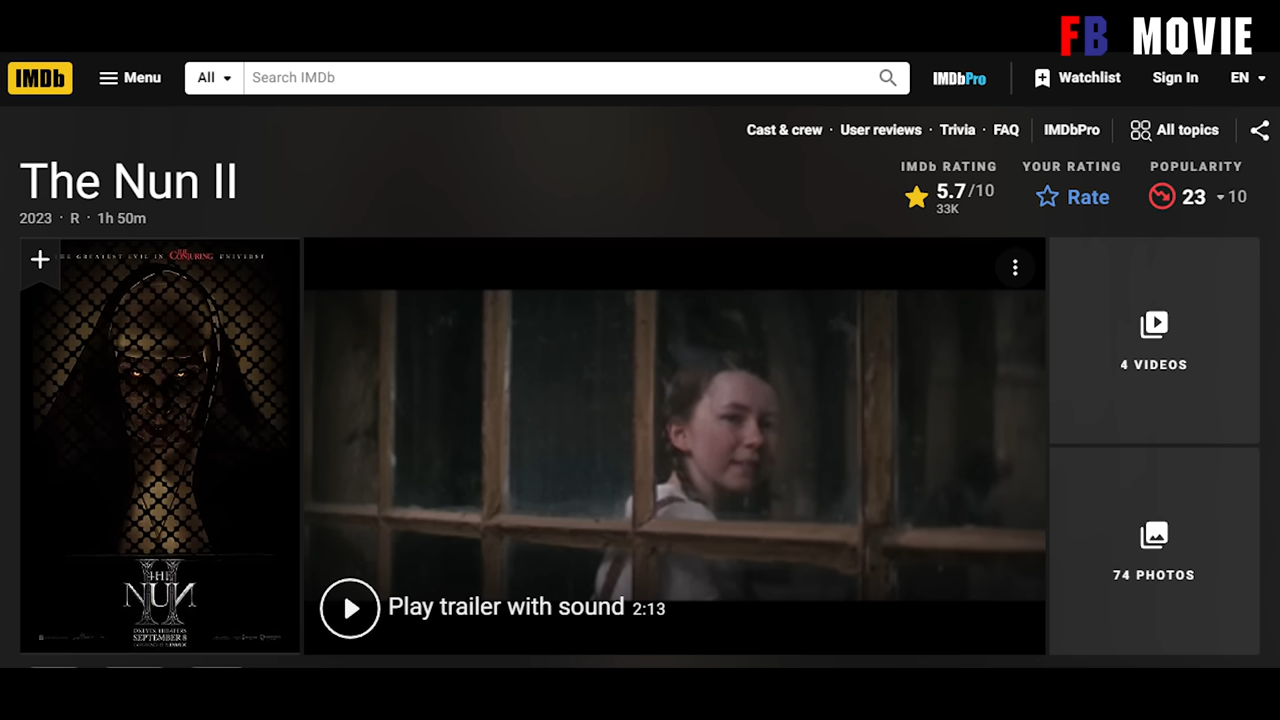 FB MOVIE
IMDb Menu All Search IMDb IMDbPro Watchlist Sign In EN
Cast & crew · User reviews · Trivia · FAQ IMDbPro All topics
The Nun II
2023 · R · 1h 50m
IMDb RATING YOUR RATING POPULARITY
5.7/10 Rate 23 10
33K
GREATEST EVIL IN THE CONJURING UNIVERSE
THE
NUN
II
ONLY IN THEATERS
SEPTEMBER 8
Play trailer with sound 2:13
4 VIDEOS
74 PHOTOS